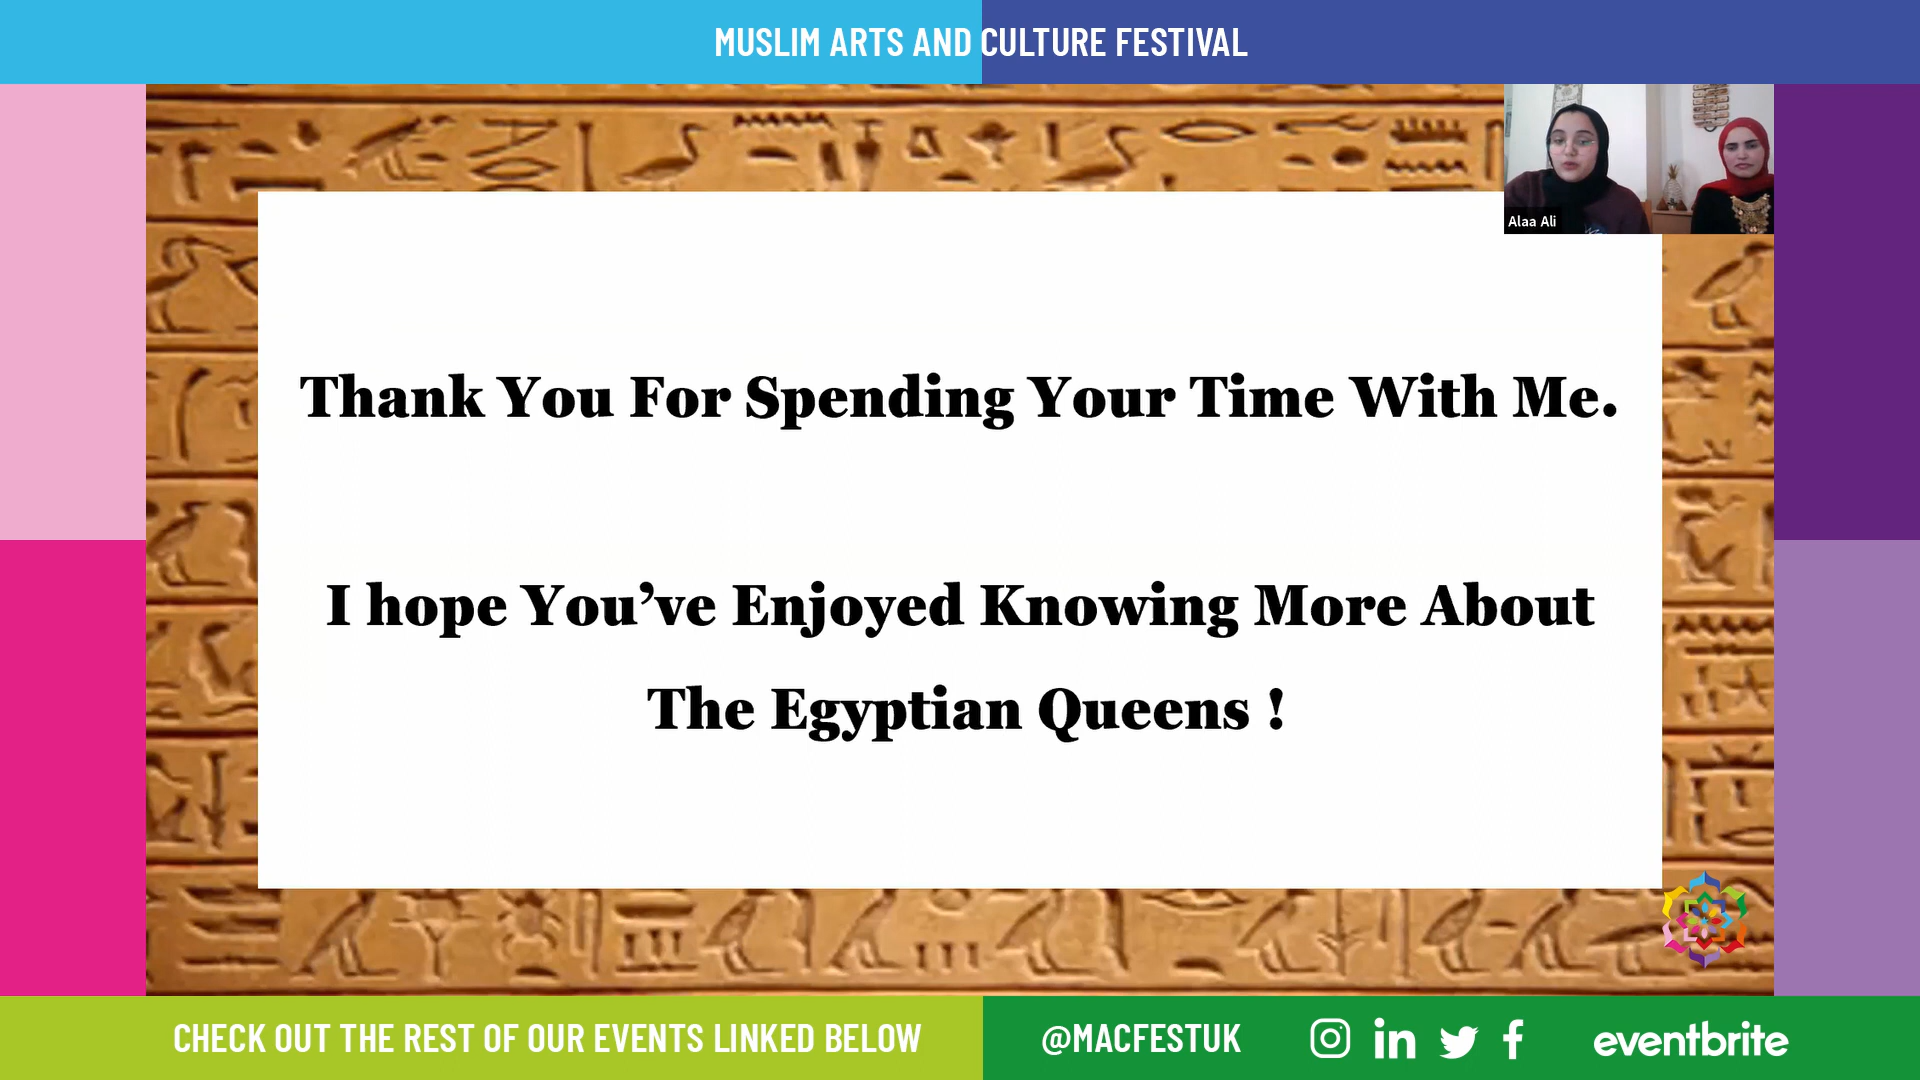 MUSLIM ARTS AND CULTURE FESTIVAL
Alaa Ali
Thank You For Spending Your Time With Me.
I hope You’ve Enjoyed Knowing More About
The Egyptian Queens !
CHECK OUT THE REST OF OUR EVENTS LINKED BELOW
@MACFESTUK
eventbrite